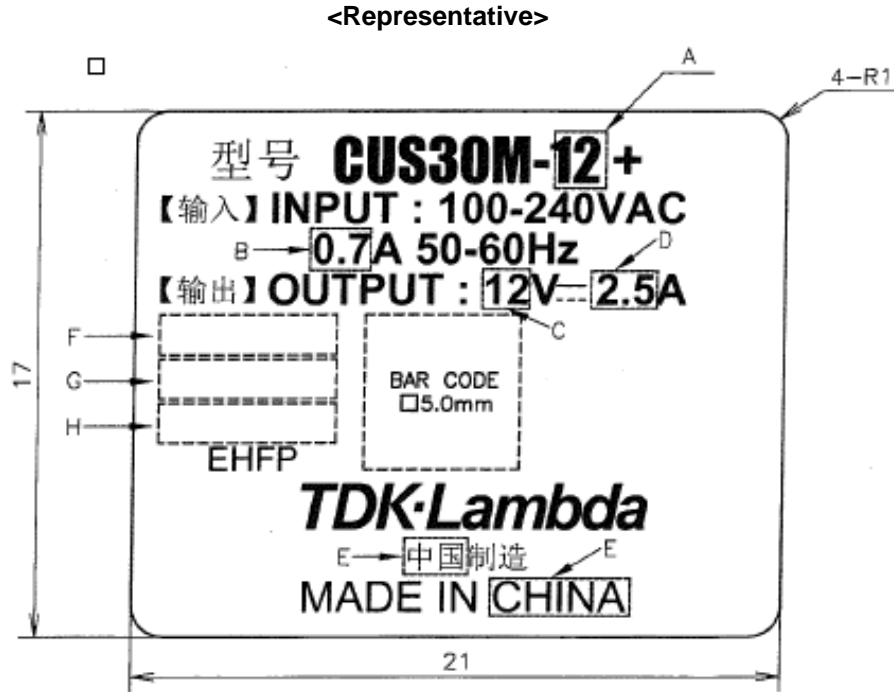 <Representative>
A
4-R1
型号 CUS30M-12+
【输入】INPUT : 100-240VAC
B 0.7A 50-60Hz D
【输出】OUTPUT : 12V⎓2.5A
C
F
G
H
BAR CODE
□5.0mm
EHFP
17
TDK·Lambda
E 中国制造 E
MADE IN CHINA
21